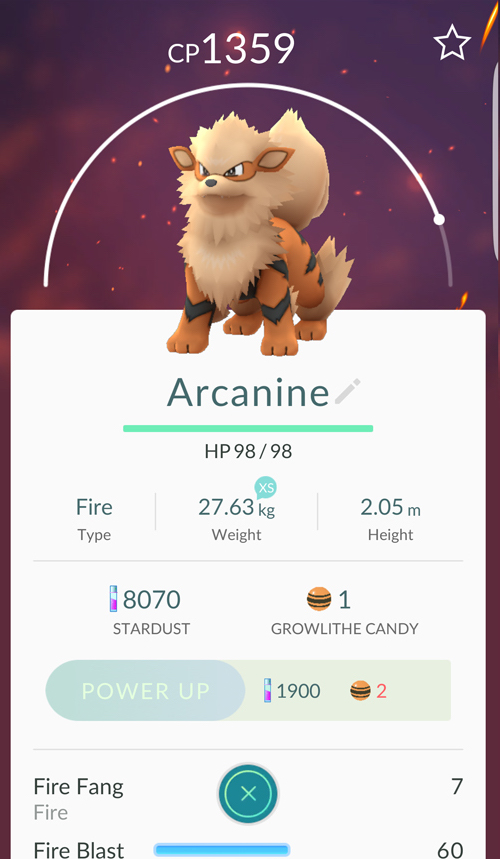 CP1359
Arcanine
HP 98 / 98
XS
Fire
27.63 kg
2.05 m
Type
Weight
Height
8070
1
STARDUST
GROWLITHE CANDY
POWER UP
1900
2
Fire Fang
7
Fire
Fire Blast
60